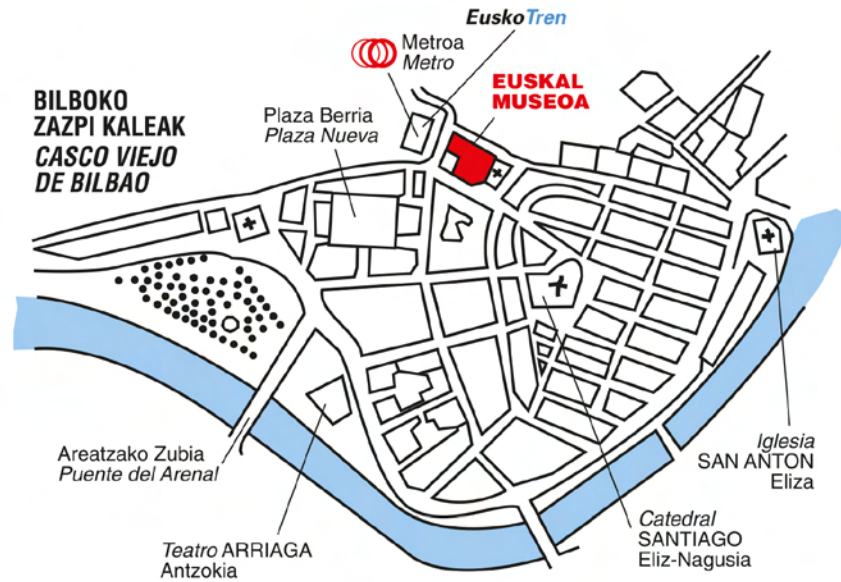 EuskoTren
Metroa
Metro
EUSKAL
MUSEOA
BILBOKO
ZAZPI KALEAK
CASCO VIEJO
DE BILBAO
Plaza Berria
Plaza Nueva
Areatzako Zubia
Puente del Arenal
Teatro ARRIAGA
Antzokia
Catedral
SANTIAGO
Eliz-Nagusia
Iglesia
SAN ANTON
Eliza